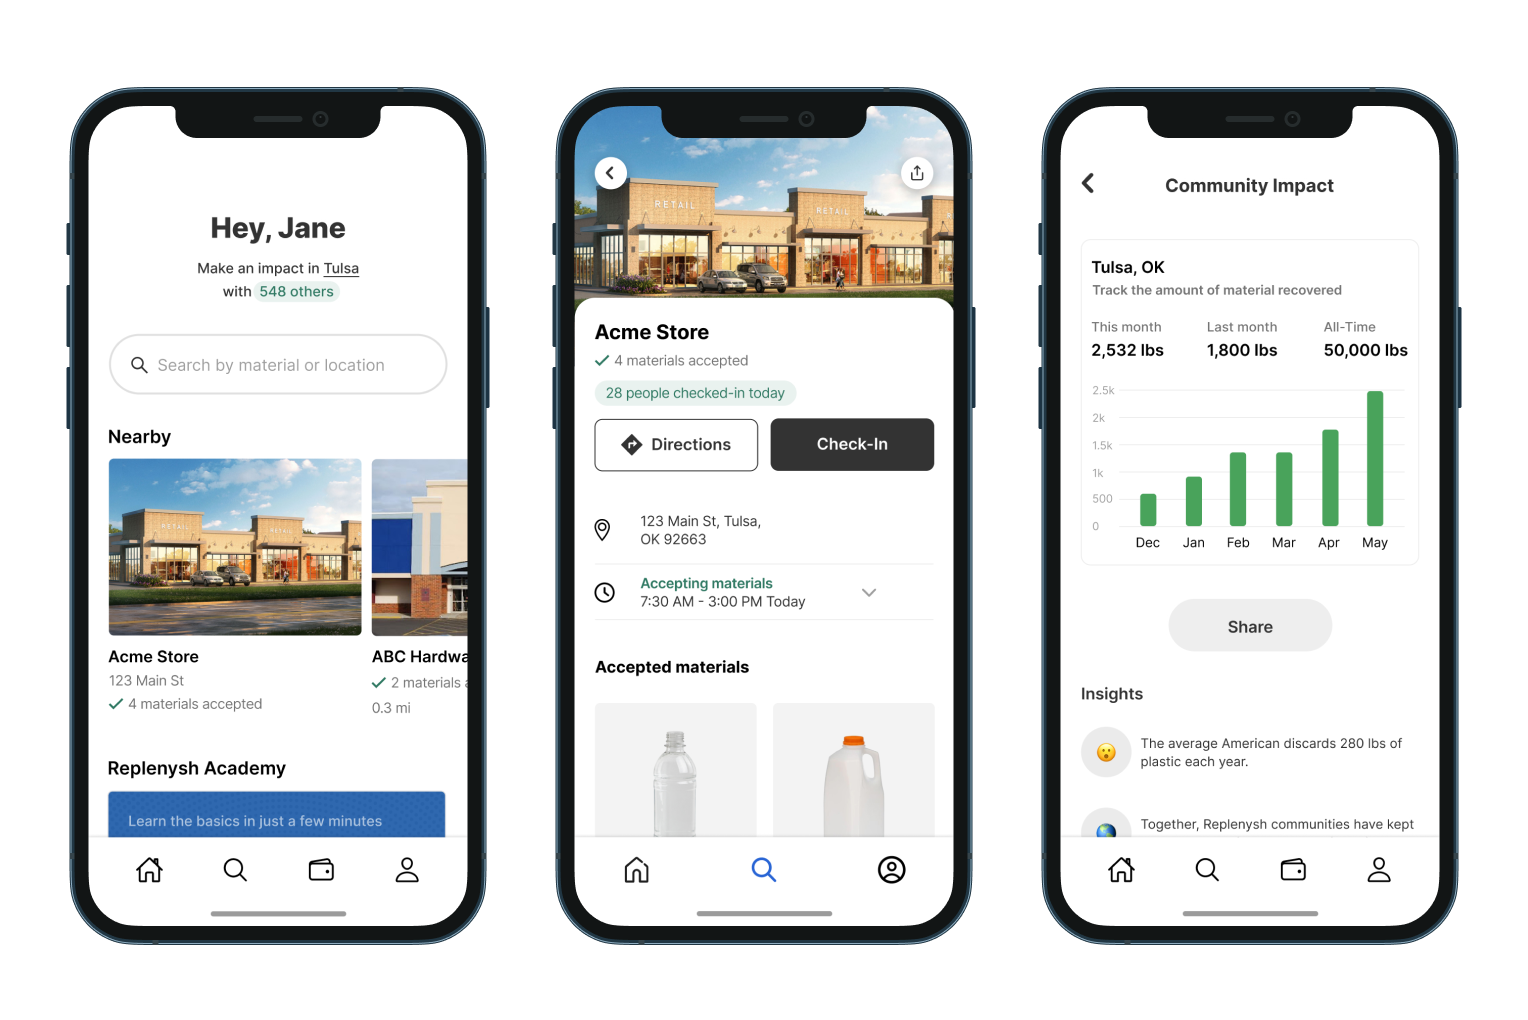 Hey, Jane
Make an impact in Tulsa
with 548 others
Search by material or location
Nearby
Acme Store
123 Main St
4 materials accepted
ABC Hardwa
2 materials a
0.3 mi
Replenysh Academy
Learn the basics in just a few minutes
RETAIL
RETAIL
Acme Store
4 materials accepted
28 people checked-in today
Directions
Check-In
123 Main St, Tulsa,
OK 92663
Accepting materials
7:30 AM - 3:00 PM Today
Accepted materials
Community Impact
Tulsa, OK
Track the amount of material recovered
This month Last month All-Time
2,532 lbs 1,800 lbs 50,000 lbs
2.5k
2k
1.5k
1k
500
0
Dec Jan Feb Mar Apr May
Share
Insights
The average American discards 280 lbs of
plastic each year.
Together, Replenysh communities have kept